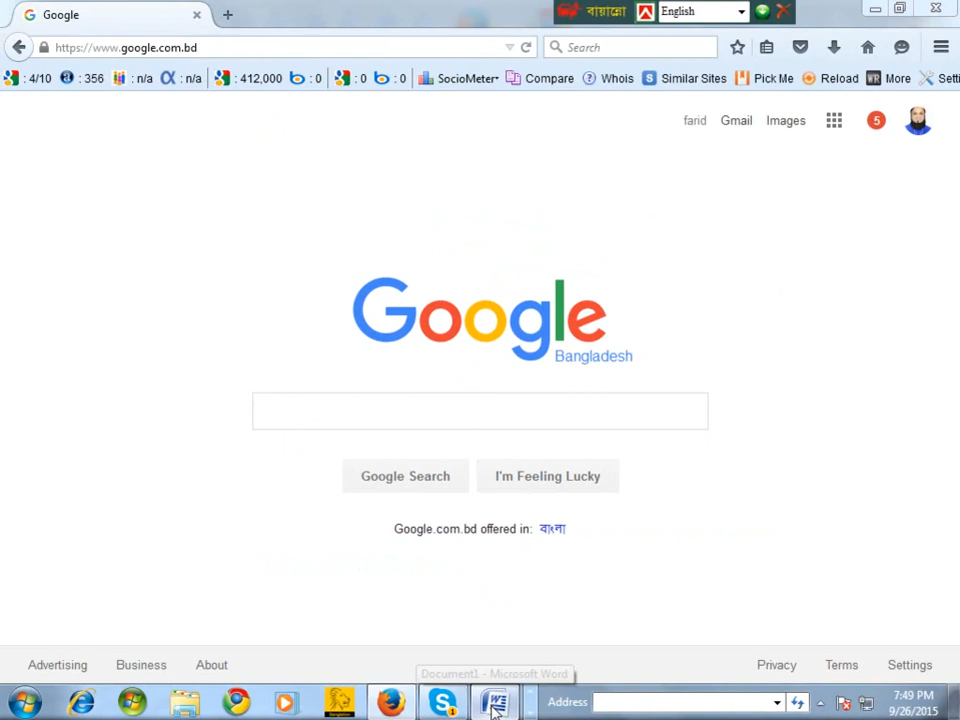 Google
বায়ান্নো
English
https://www.google.com.bd
Search
: 4/10 : 356 : n/a : n/a : 412,000 : 0 : 0 : 0 SocioMeter Compare Whois Similar Sites Pick Me Reload More Setti
farid Gmail Images 5
Google
Bangladesh
Google Search I'm Feeling Lucky
Google.com.bd offered in: বাংলা
Advertising Business About Privacy Terms Settings
Document1 - Microsoft Word
Address
7:49 PM
9/26/2015